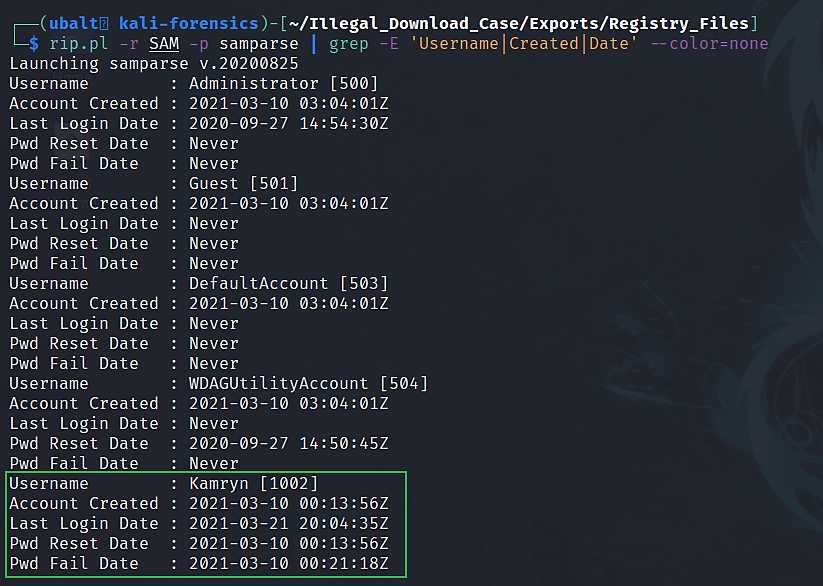 ┌──(ubalt㉿kali-forensics)-[~/Illegal_Download_Case/Exports/Registry_Files]
└─$ rip.pl -r SAM -p samparse | grep -E 'Username|Created|Date' --color=none
Launching samparse v.20200825
Username        : Administrator [500]
Account Created : 2021-03-10 03:04:01Z
Last Login Date : 2020-09-27 14:54:30Z
Pwd Reset Date  : Never
Pwd Fail Date   : Never
Username        : Guest [501]
Account Created : 2021-03-10 03:04:01Z
Last Login Date : Never
Pwd Reset Date  : Never
Pwd Fail Date   : Never
Username        : DefaultAccount [503]
Account Created : 2021-03-10 03:04:01Z
Last Login Date : Never
Pwd Reset Date  : Never
Pwd Fail Date   : Never
Username        : WDAGUtilityAccount [504]
Account Created : 2021-03-10 03:04:01Z
Last Login Date : Never
Pwd Reset Date  : 2020-09-27 14:50:45Z
Pwd Fail Date   : Never
Username        : Kamryn [1002]
Account Created : 2021-03-10 00:13:56Z
Last Login Date : 2021-03-21 20:04:35Z
Pwd Reset Date  : 2021-03-10 00:13:56Z
Pwd Fail Date   : 2021-03-10 00:21:18Z